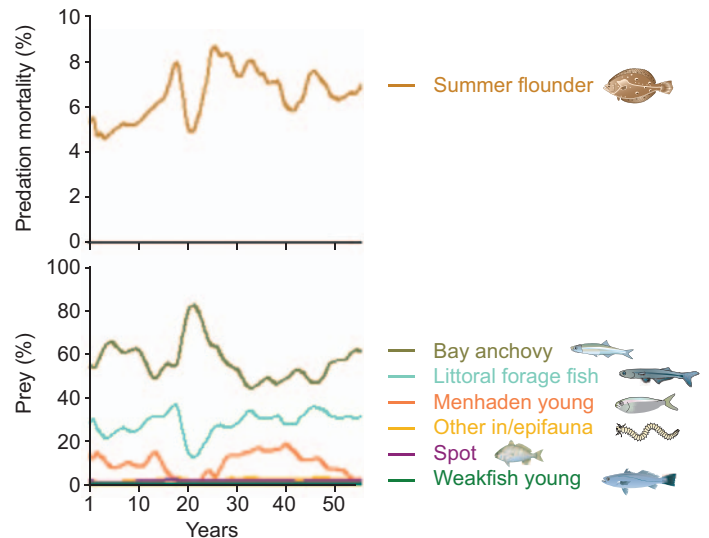 Predation mortality (%)
10
8
6
4
2
0
Summer flounder
Prey (%)
100
80
60
40
20
0
1 10 20 30 40 50
Years
Bay anchovy
Littoral forage fish
Menhaden young
Other in/epifauna
Spot
Weakfish young